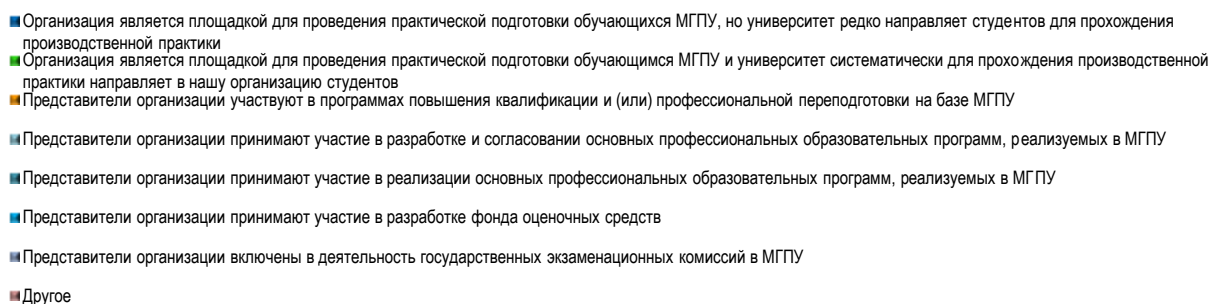 Организация является площадкой для проведения практической подготовки обучающихся МГПУ, но университет редко направляет студентов для прохождения
производственной практики
Организация является площадкой для проведения практической подготовки обучающимся МГПУ и университет систематически для прохождения производственной
практики направляет в нашу организацию студентов
Представители организации участвуют в программах повышения квалификации и (или) профессиональной переподготовки на базе МГПУ
Представители организации принимают участие в разработке и согласовании основных профессиональных образовательных программ, реализуемых в МГПУ
Представители организации принимают участие в реализации основных профессиональных образовательных программ, реализуемых в МГПУ
Представители организации принимают участие в разработке фонда оценочных средств
Представители организации включены в деятельность государственных экзаменационных комиссий в МГПУ
Другое